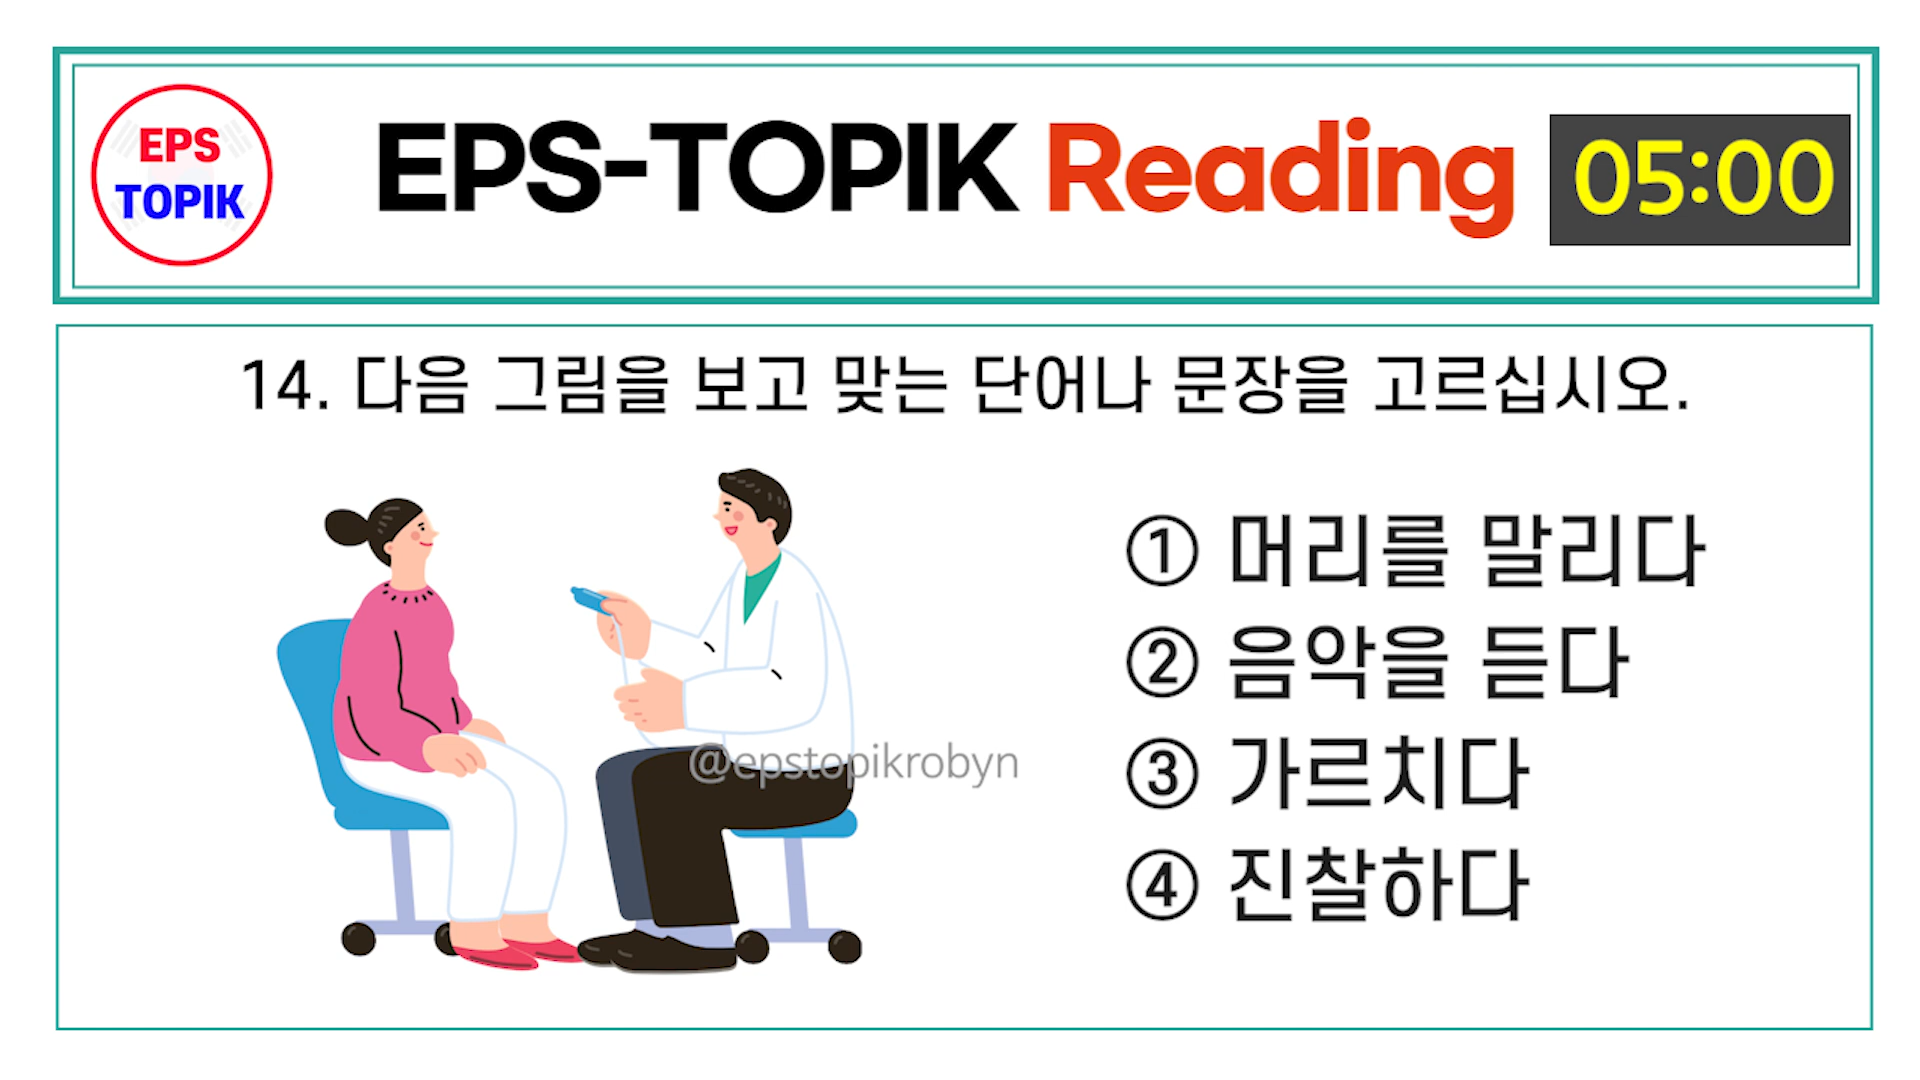 EPS
TOPIK
EPS-TOPIK Reading
05:00
14. 다음 그림을 보고 맞는 단어나 문장을 고르십시오.
① 머리를 말리다
② 음악을 듣다
③ 가르치다
④ 진찰하다
@epstopikrobyn